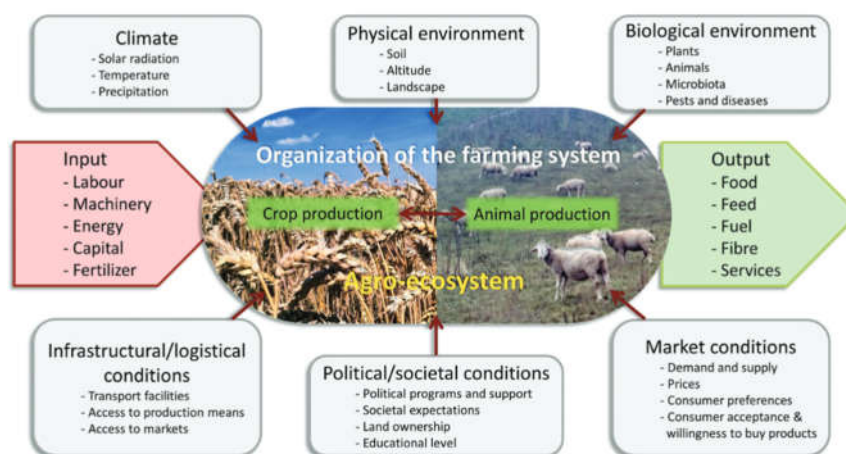 Climate
- Solar radiation
- Temperature
- Precipitation
Physical environment
- Soil
- Altitude
- Landscape
Biological environment
- Plants
- Animals
- Microbiota
- Pests and diseases
Input
- Labour
- Machinery
- Energy
- Capital
- Fertilizer
Organization of the farming system
Crop production
Animal production
Agro-ecosystem
Output
- Food
- Feed
- Fuel
- Fibre
- Services
Infrastructural/logistical
conditions
- Transport facilities
- Access to production means
- Access to markets
Political/societal conditions
- Political programs and support
- Societal expectations
- Land ownership
- Educational level
Market conditions
- Demand and supply
- Prices
- Consumer preferences
- Consumer acceptance &
willingness to buy products